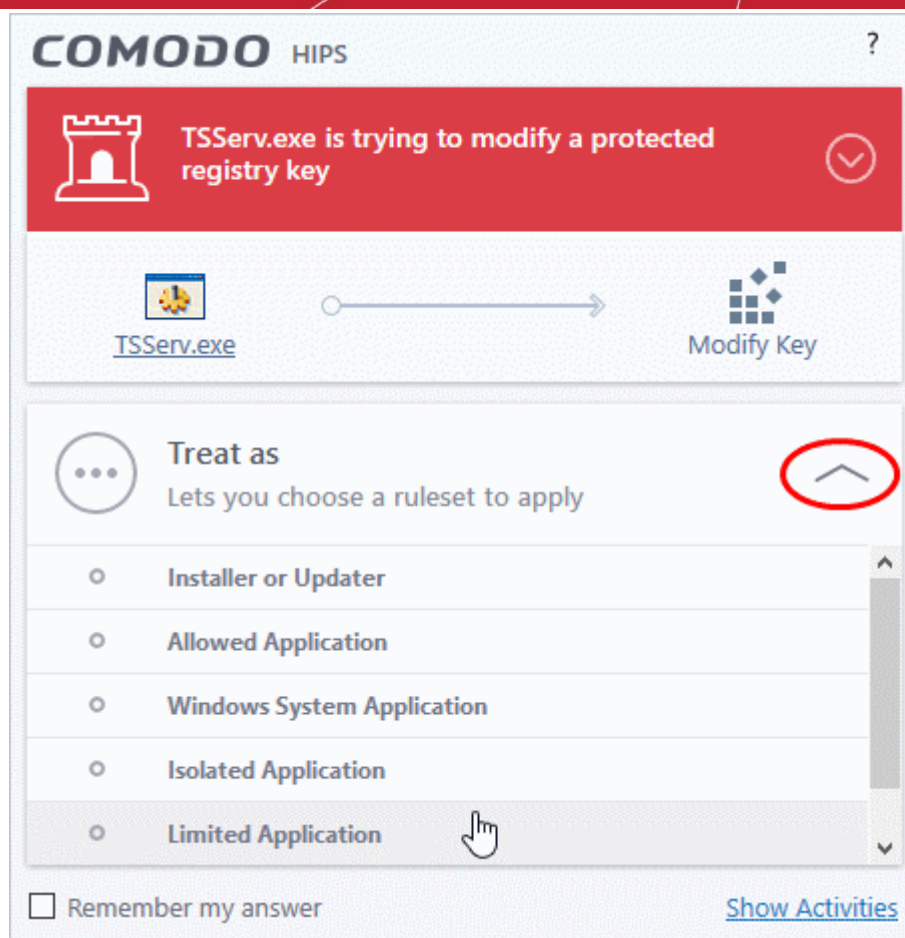 COMODO HIPS ?
TSServ.exe is trying to modify a protected
registry key
TSServ.exe Modify Key
Treat as
Lets you choose a ruleset to apply
Installer or Updater
Allowed Application
Windows System Application
Isolated Application
Limited Application
Remember my answer Show Activities